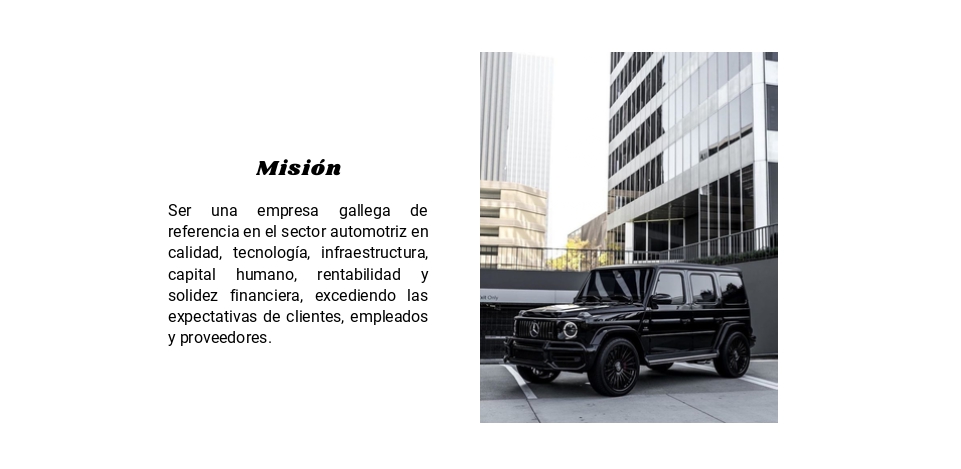 Misión
Ser una empresa gallega de
referencia en el sector automotriz en
calidad, tecnología, infraestructura,
capital humano, rentabilidad y
solidez financiera, excediendo las
expectativas de clientes, empleados
y proveedores.